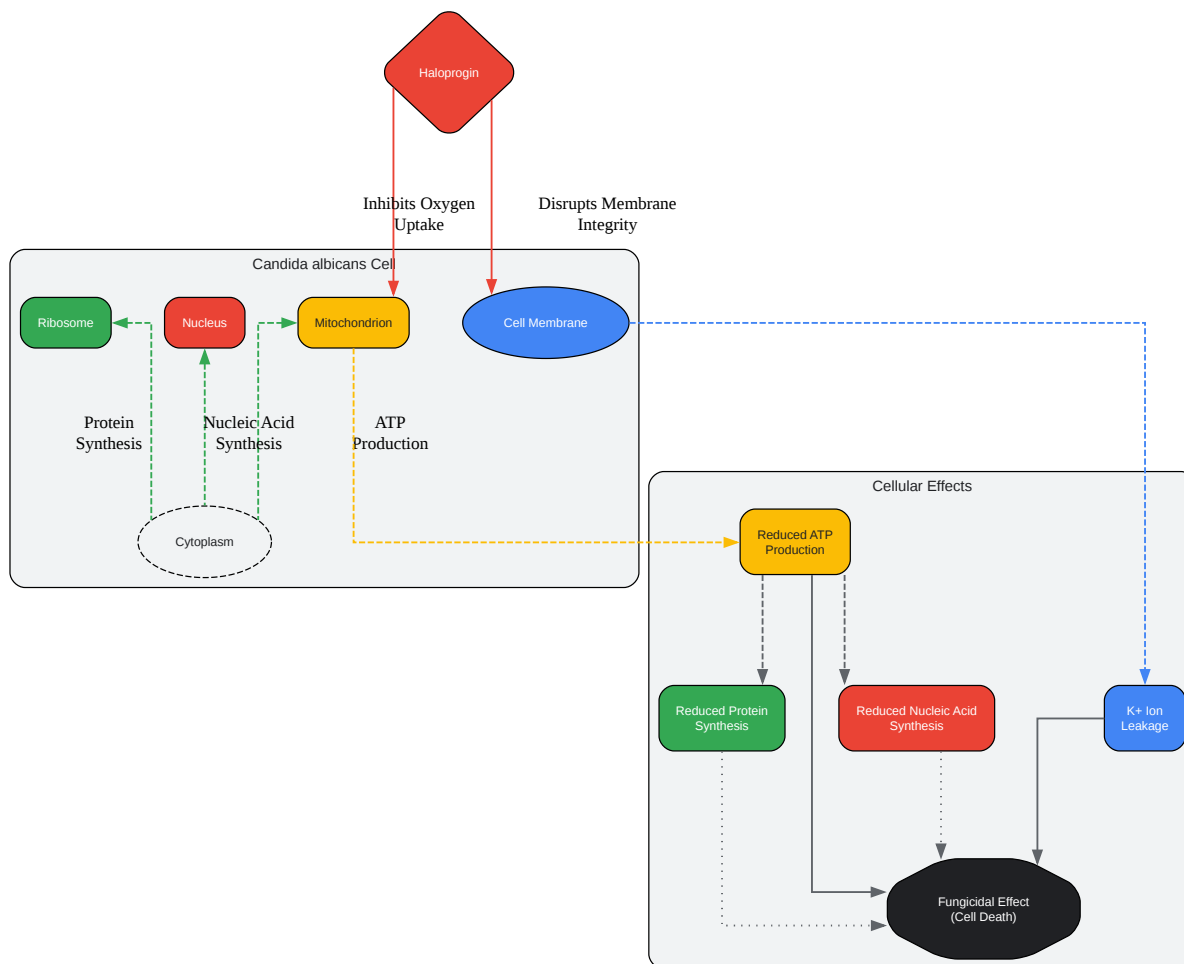 Haloprogin
Inhibits Oxygen
Uptake
Disrupts Membrane
Integrity
Candida albicans Cell
Ribosome
Nucleus
Mitochondrion
Cell Membrane
Protein
Synthesis
Nucleic Acid
Synthesis
ATP
Production
Cytoplasm
Cellular Effects
Reduced ATP
Production
Reduced Protein
Synthesis
Reduced Nucleic Acid
Synthesis
K+ Ion
Leakage
Fungicidal Effect
(Cell Death)